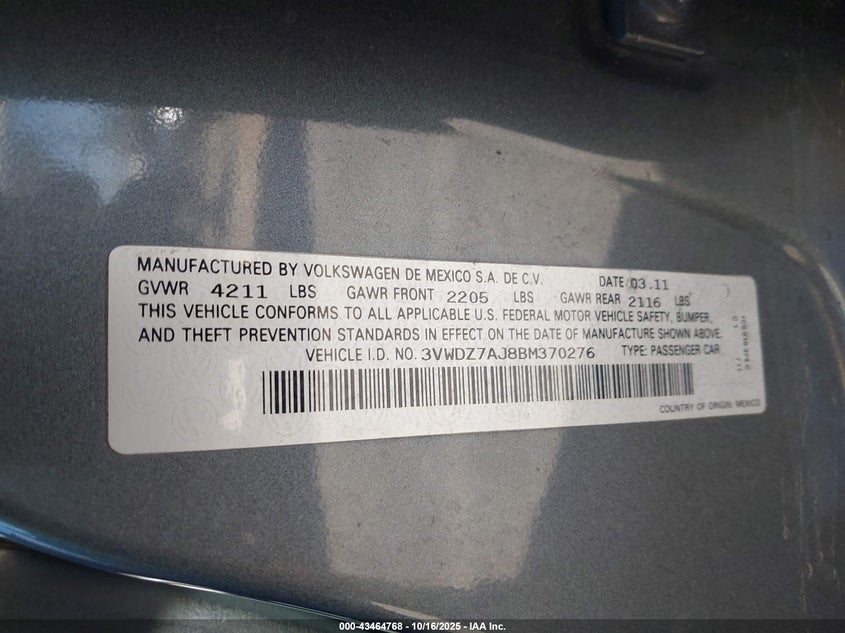 MANUFACTURED BY VOLKSWAGEN DE MEXICO S.A. DE C.V. DATE 03.11
GVWR 4211 LBS GAWR FRONT 2205 LBS GAWR REAR 2116 LBS
THIS VEHICLE CONFORMS TO ALL APPLICABLE U.S. FEDERAL MOTOR VEHICLE SAFETY, BUMPER,
AND THEFT PREVENTION STANDARDS IN EFFECT ON THE DATE OF MANUFACTURE SHOWN ABOVE.
VEHICLE I.D. NO. 3VWDZ7AJ8BM370276 TYPE: PASSENGER CAR
COUNTRY OF ORIGIN: MEXICO
000-43464768 - 10/16/2025 - IAA Inc.